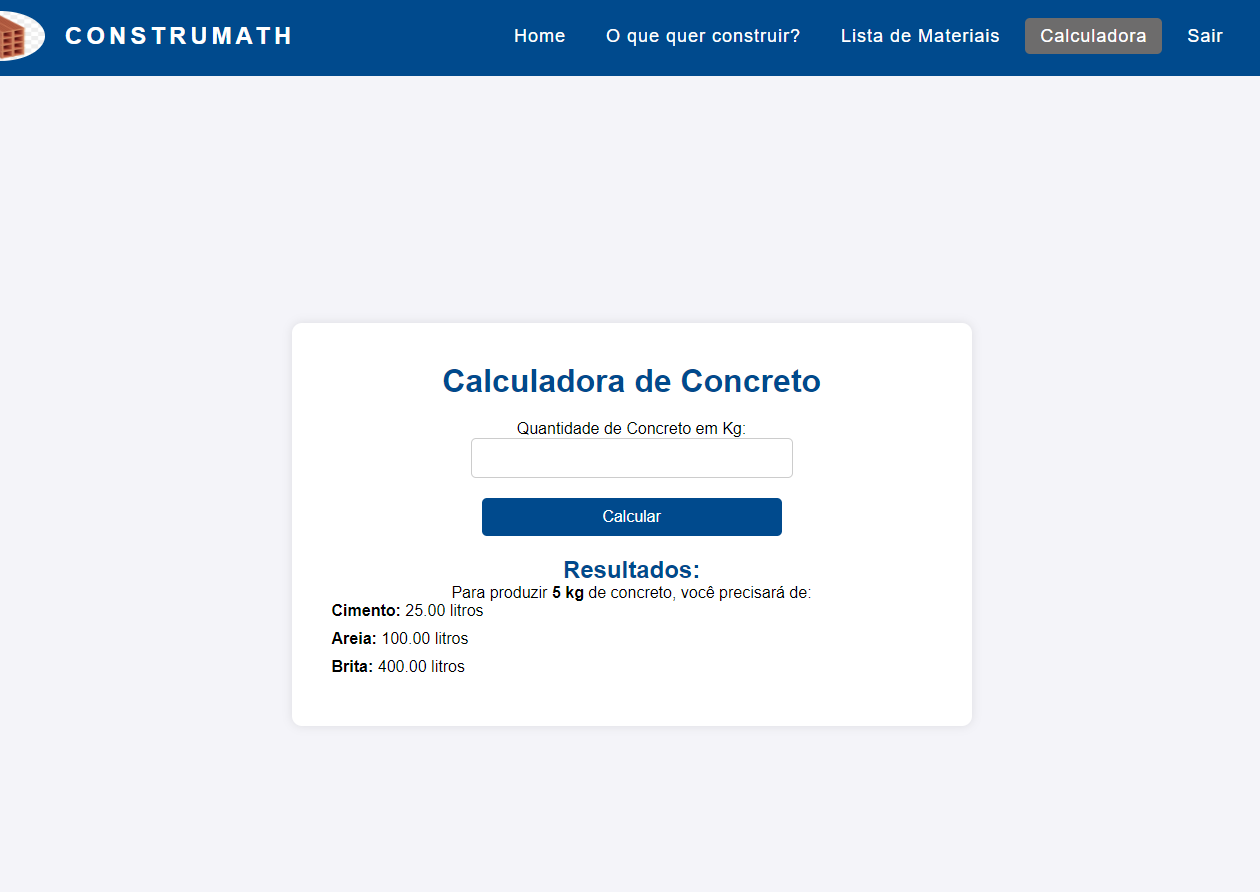 CONSTRUMATH Home O que quer construir? Lista de Materiais Calculadora Sair
Calculadora de Concreto
Quantidade de Concreto em Kg:
Calcular
Resultados:
Para produzir 5 kg de concreto, você precisará de:
Cimento: 25.00 litros
Areia: 100.00 litros
Brita: 400.00 litros